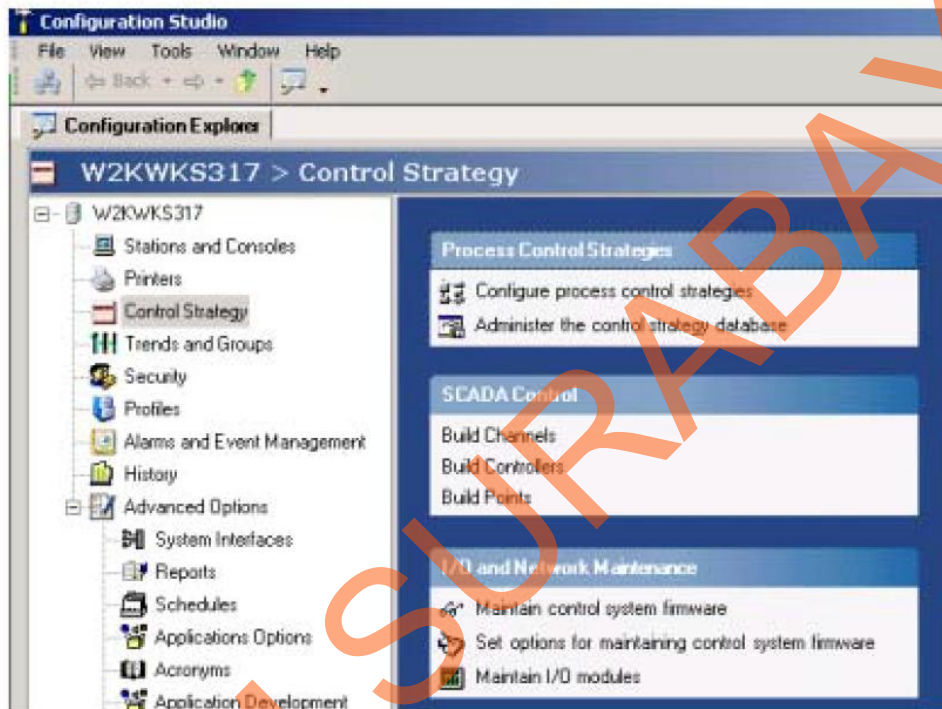 Configuration Studio
File View Tools Window Help
Back
Configuration Explorer
W2KWKS317 > Control Strategy
W2KWKS317
Stations and Consoles
Printers
Control Strategy
Trends and Groups
Security
Profiles
Alarms and Event Management
History
Advanced Options
System Interfaces
Reports
Schedules
Applications Options
Acronyms
Application Development
Process Control Strategies
Configure process control strategies
Administer the control strategy database
SCADA Control
Build Channels
Build Controllers
Build Points
I/O and Network Maintenance
Maintain control system firmware
Set options for maintaining control system firmware
Maintain I/O modules
SURABAYA